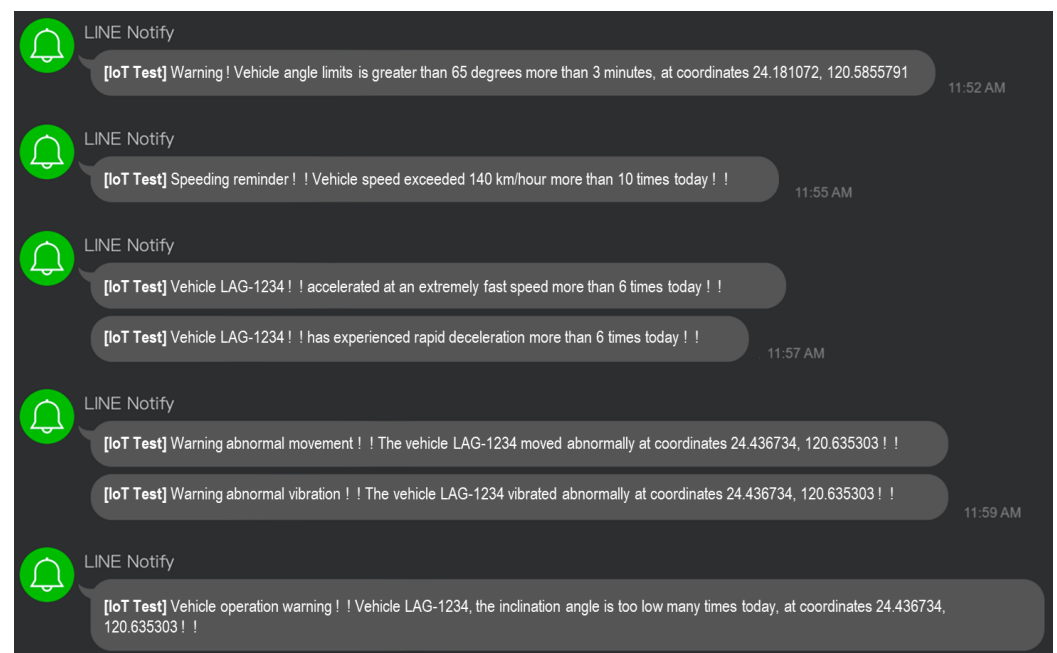 LINE Notify
[IoT Test] Warning ! Vehicle angle limits is greater than 65 degrees more than 3 minutes, at coordinates 24.181072, 120.5855791
11:52 AM
LINE Notify
[IoT Test] Speeding reminder ! ! Vehicle speed exceeded 140 km/hour more than 10 times today ! !
11:55 AM
LINE Notify
[IoT Test] Vehicle LAG-1234 ! ! accelerated at an extremely fast speed more than 6 times today ! !
[IoT Test] Vehicle LAG-1234 ! ! has experienced rapid deceleration more than 6 times today ! !
11:57 AM
LINE Notify
[IoT Test] Warning abnormal movement ! ! The vehicle LAG-1234 moved abnormally at coordinates 24.436734, 120.635303 ! !
[IoT Test] Warning abnormal vibration ! ! The vehicle LAG-1234 vibrated abnormally at coordinates 24.436734, 120.635303 ! !
11:59 AM
LINE Notify
[IoT Test] Vehicle operation warning ! ! Vehicle LAG-1234, the inclination angle is too low many times today, at coordinates 24.436734,
120.635303 ! !